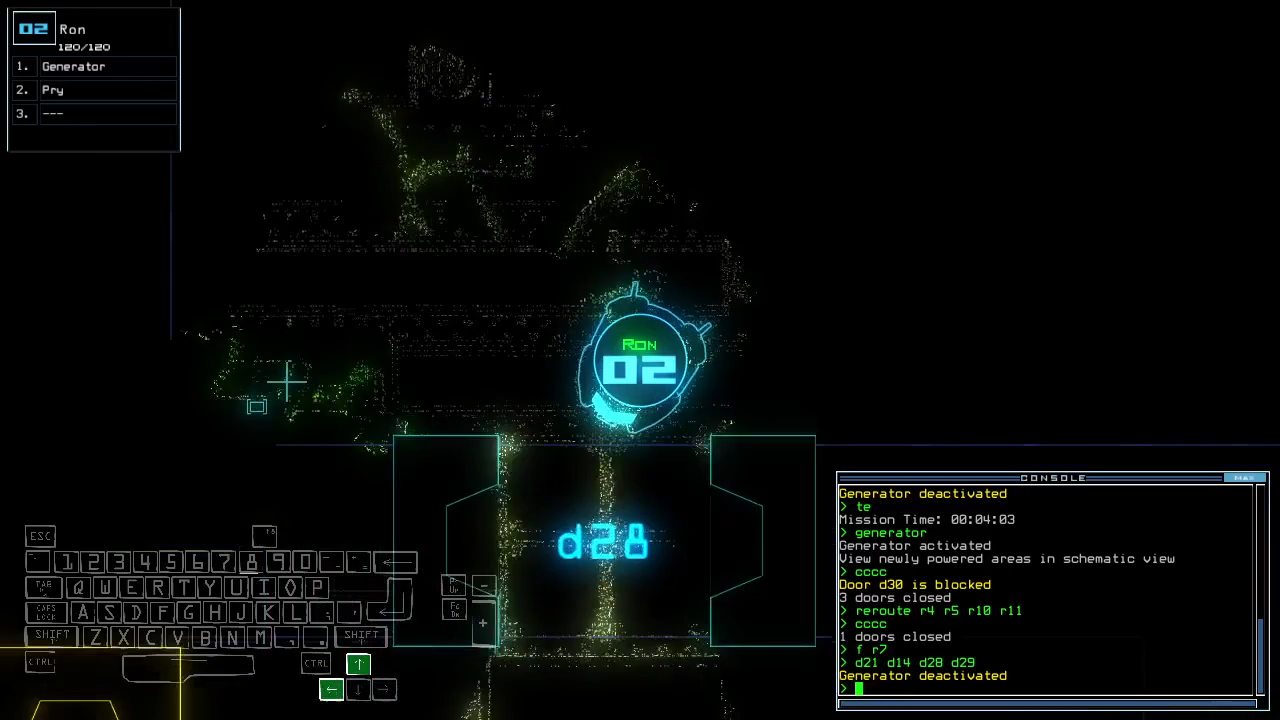 02 Ron
120/120
1. Generator
2. Pry
3. ---
Ron
02
d28
CONSOLE
MAX
Generator deactivated
> te
Mission Time: 00:04:03
> generator
Generator activated
View newly powered areas in schematic view
> cccc
Door d30 is blocked
3 doors closed
> reroute r4 r5 r10 r11
> cccc
1 doors closed
> f r7
> d21 d14 d28 d29
Generator deactivated
>
ESC
1 2 3 4 5 6 7 8 9 0 - =
TAB Q W E R T Y U I O P
CAPS LOCK A S D F G H J K L ; '
SHIFT Z X C V B N M , . SHIFT
CTRL CTRL